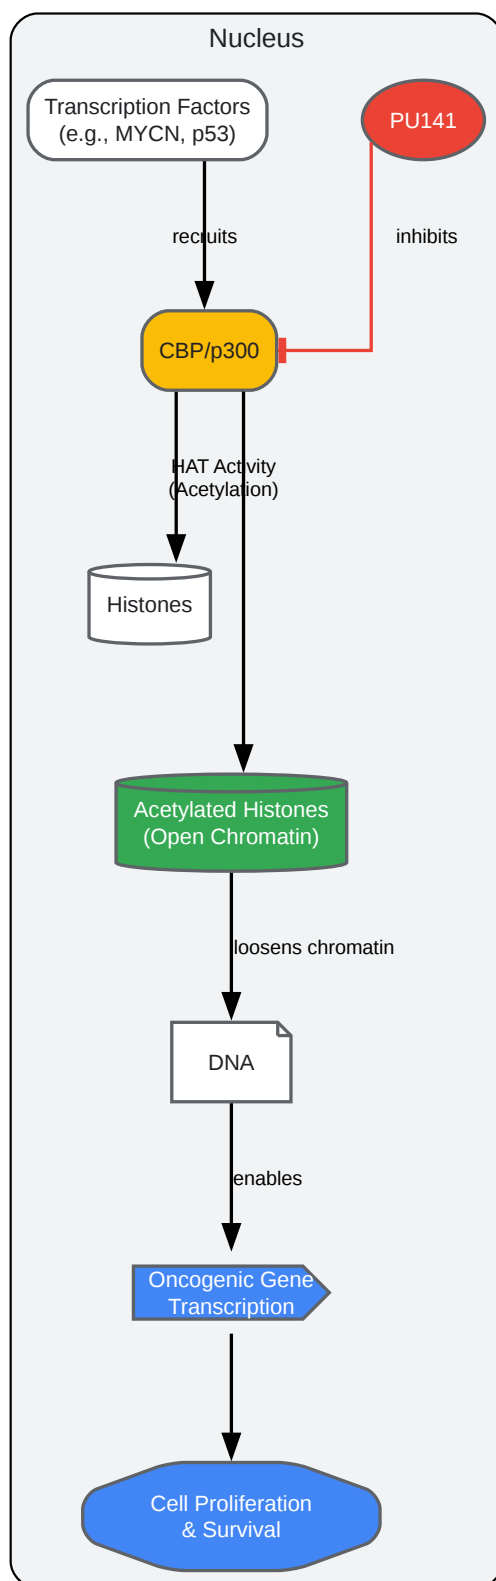 Nucleus
Transcription Factors
(e.g., MYCN, p53)
PU141
recruits
inhibits
CBP/p300
HAT Activity
(Acetylation)
Histones
Acetylated Histones
(Open Chromatin)
loosens chromatin
DNA
enables
Oncogenic Gene
Transcription
Cell Proliferation
& Survival